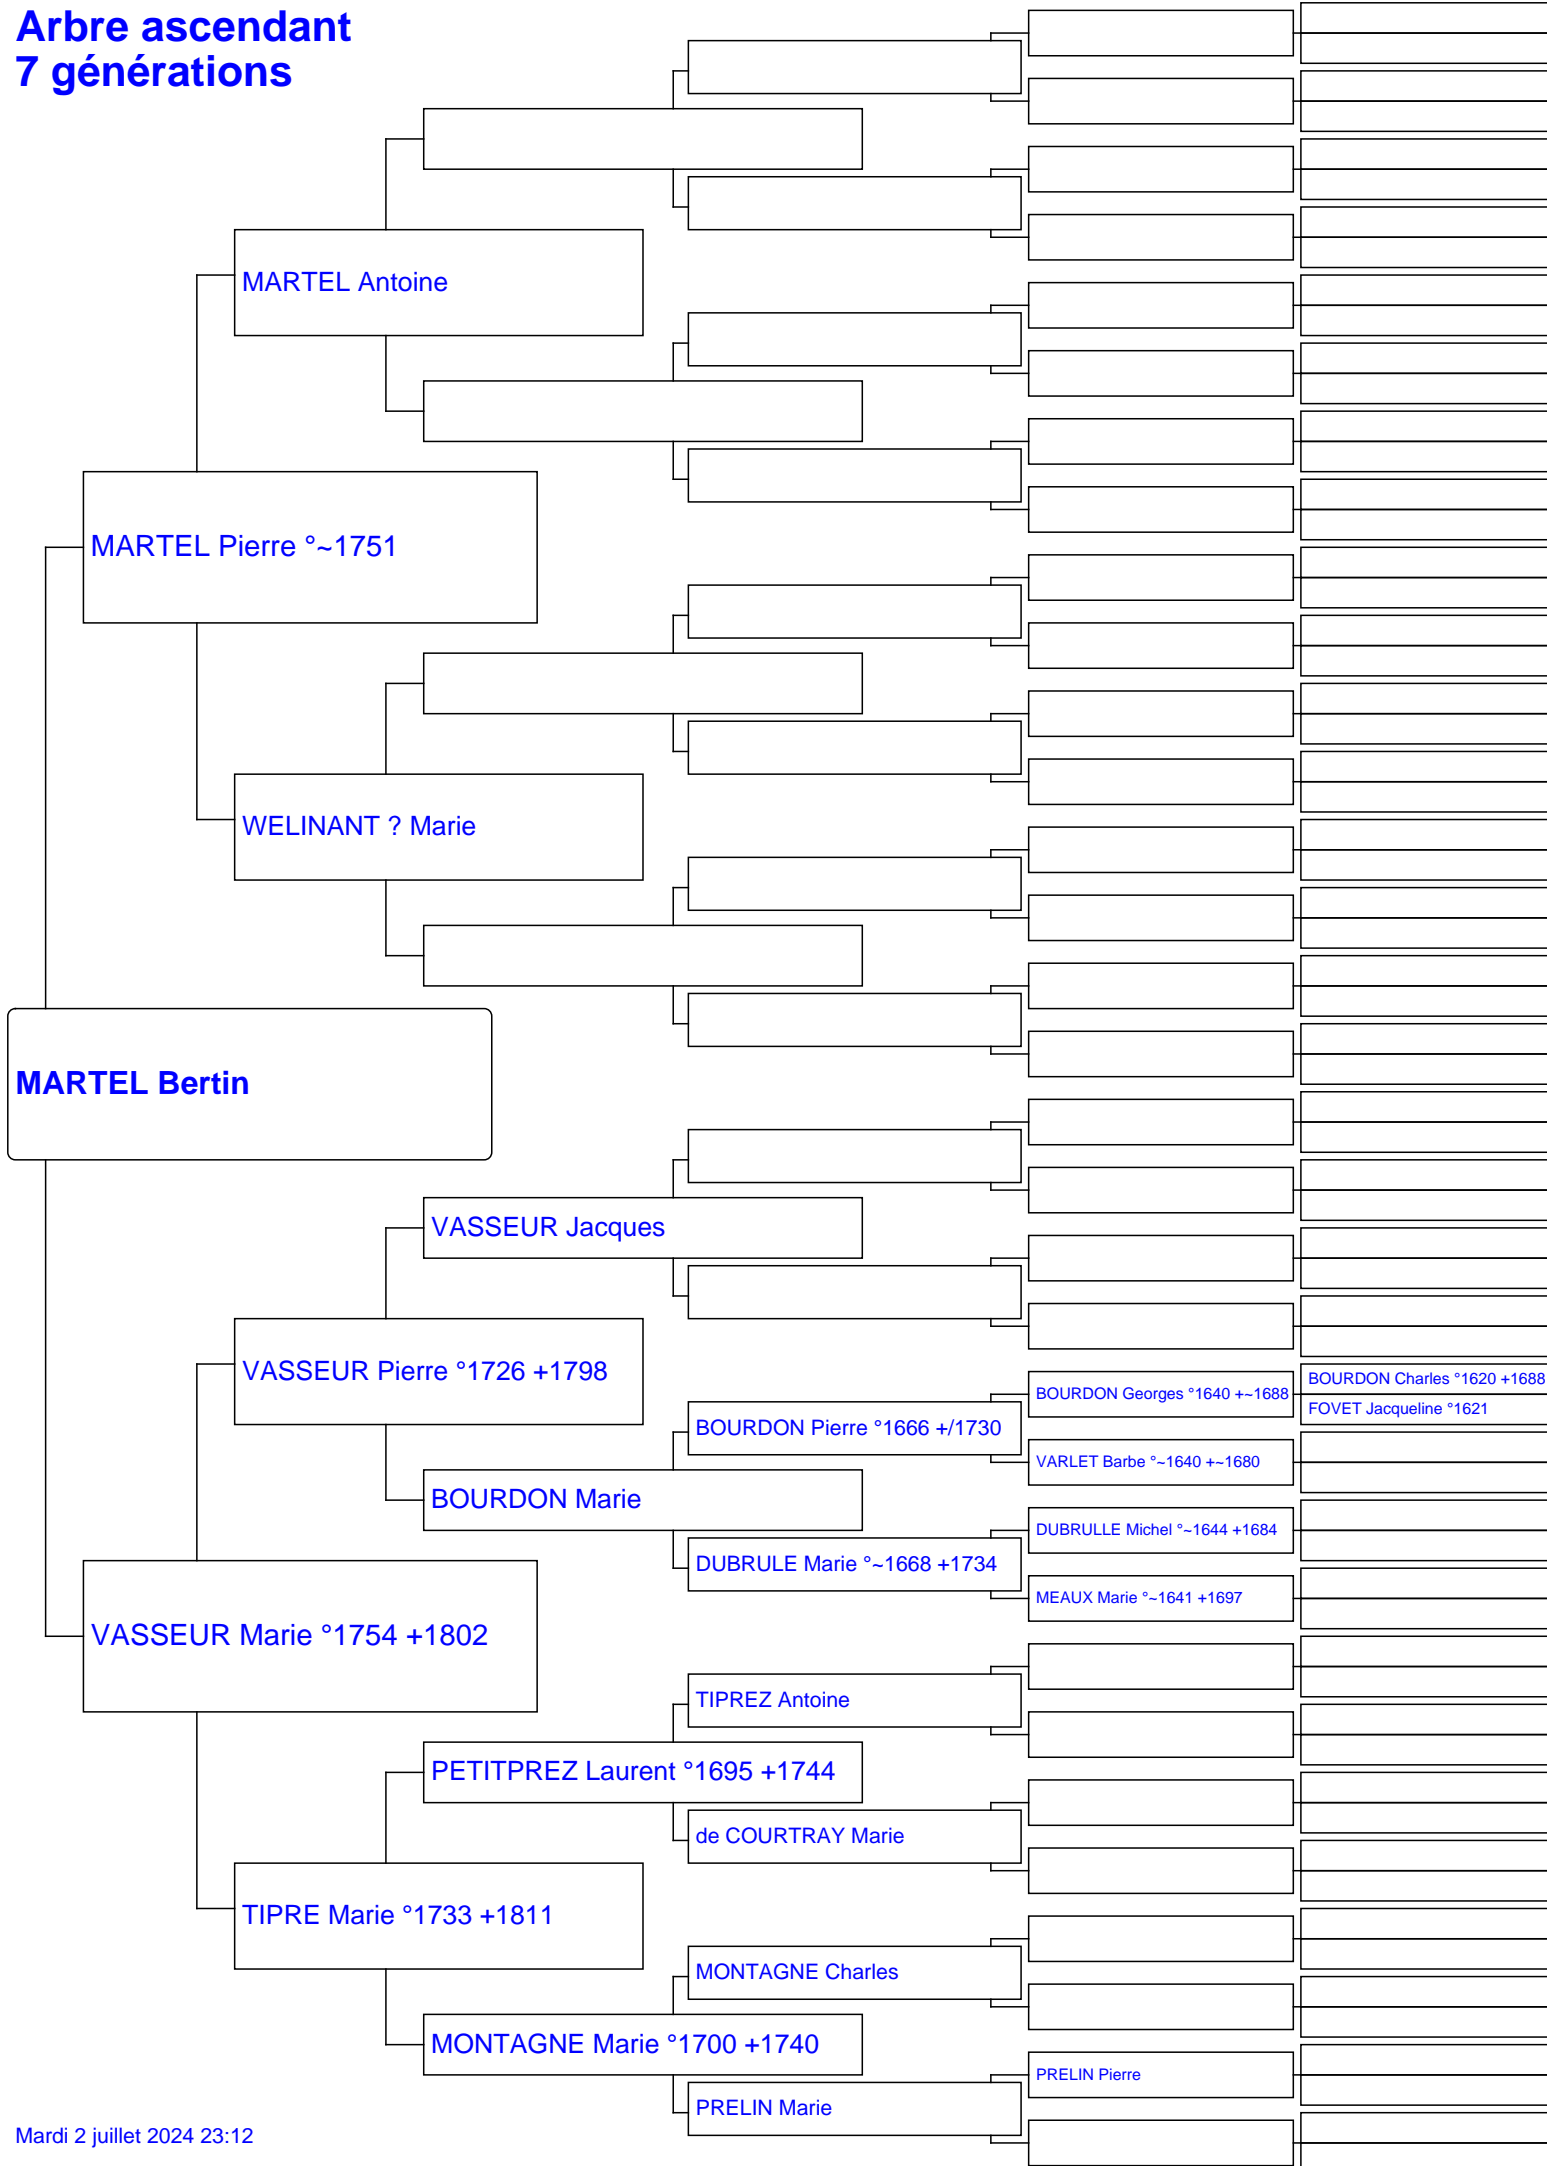 Arbre ascendant
7 générations
MARTEL Antoine
MARTEL Pierre °~1751
WELINANT ? Marie
MARTEL Bertin
VASSEUR Jacques
VASSEUR Pierre °1726 +1798
BOURDON Charles °1620 +1688
BOURDON Georges °1640 +~1688
FOVET Jacqueline °1621
BOURDON Pierre °1666 +/1730
VARLET Barbe °~1640 +~1680
BOURDON Marie
DUBRULLE Michel °~1644 +1684
DUBRULE Marie °~1668 +1734
MEAUX Marie °~1641 +1697
VASSEUR Marie °1754 +1802
TIPREZ Antoine
PETITPREZ Laurent °1695 +1744
de COURTRAY Marie
TIPRE Marie °1733 +1811
MONTAGNE Charles
MONTAGNE Marie °1700 +1740
PRELIN Pierre
PRELIN Marie
Mardi 2 juillet 2024 23:12